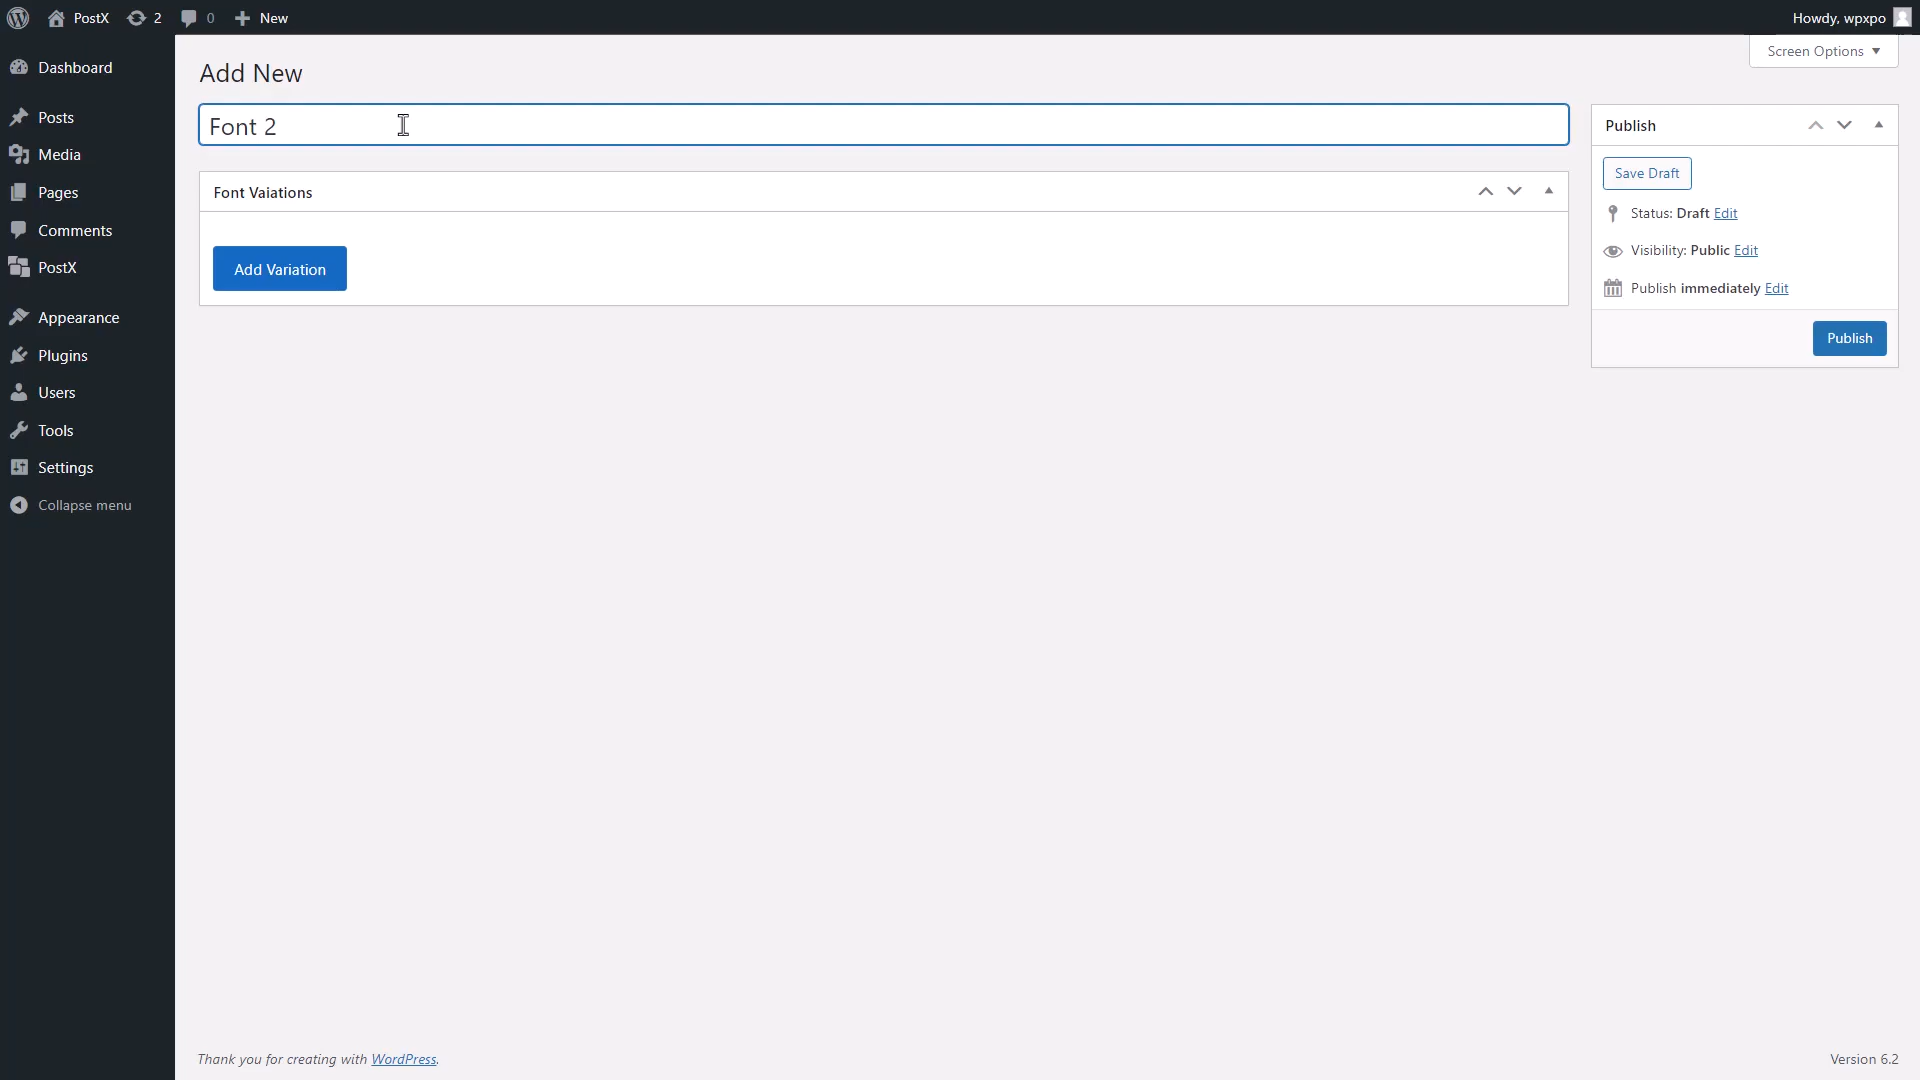 PostX 2 0 New Howdy, wpxpo
Screen Options
Dashboard
Posts
Media
Pages
Comments
PostX
Appearance
Plugins
Users
Tools
Settings
Collapse menu
Add New
Font 2
Font Vaiations
Add Variation
Publish
Save Draft
Status: Draft Edit
Visibility: Public Edit
Publish immediately Edit
Publish
Thank you for creating with WordPress.
Version 6.2